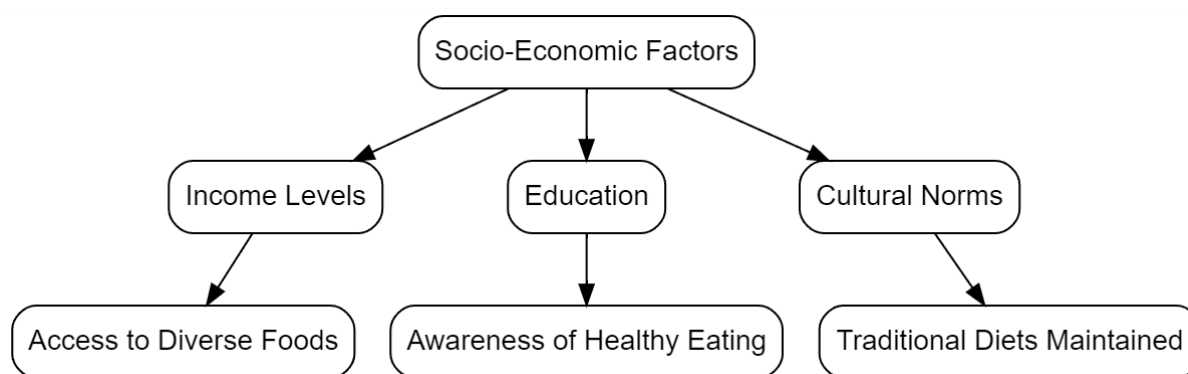 Socio-Economic Factors
Income Levels
Education
Cultural Norms
Access to Diverse Foods
Awareness of Healthy Eating
Traditional Diets Maintained